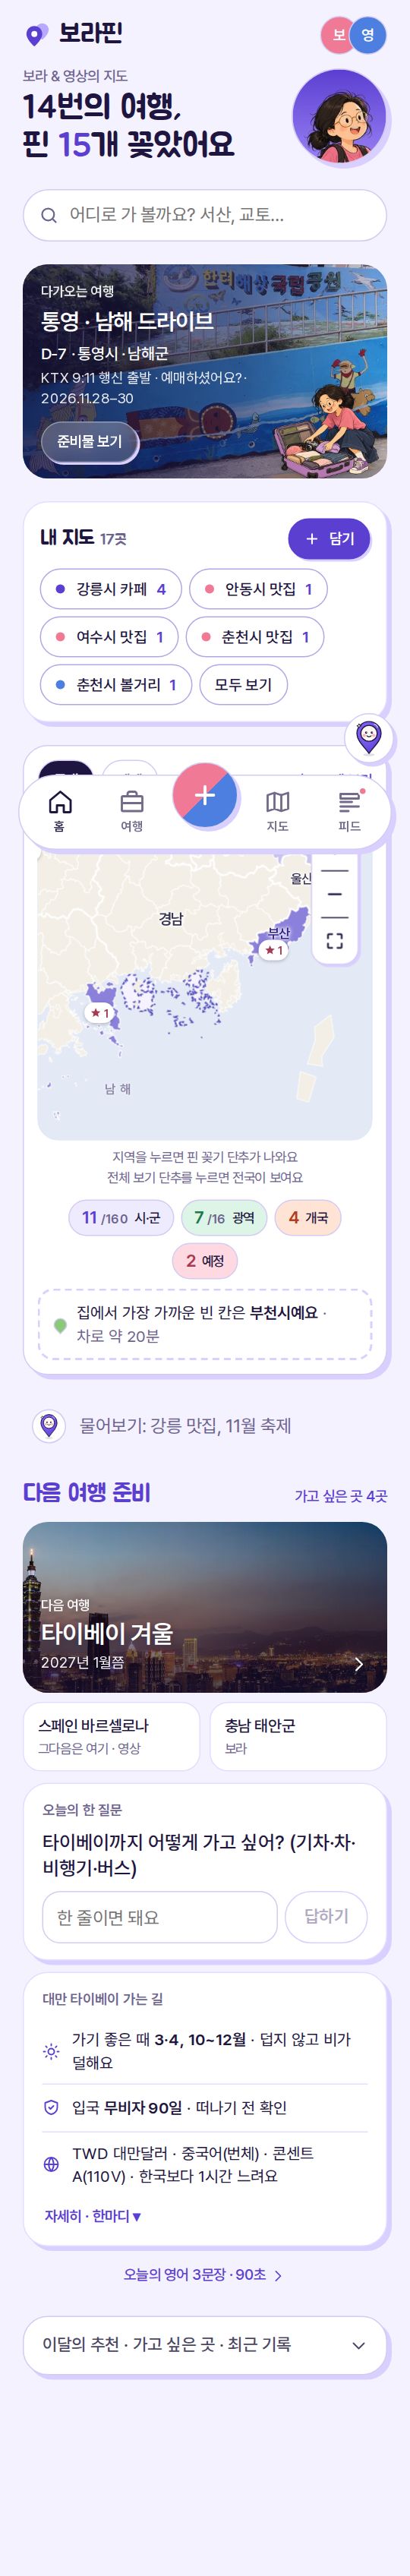 보라핀
보 영
보라 & 영상의 지도
14번의 여행,
핀 15개 꽂았어요
어디로 가 볼까요? 서산, 교토...
한려해상국립공원
다가오는 여행
통영 · 남해 드라이브
D-7 · 통영시 · 남해군
KTX 9:11 행신 출발 · 예매하셨어요? ·
2026.11.28–30
준비물 보기
내 지도 17곳
+ 담기
강릉시 카페 4
안동시 맛집 1
여수시 맛집 1
춘천시 맛집 1
춘천시 볼거리 1
모두 보기
홈
여행
+
지도
피드
울산
경남
부산
★ 1
★ 1
남 해
지역을 누르면 핀 꽂기 단추가 나와요
전체 보기 단추를 누르면 전국이 보여요
11 /160 시·군
7 /16 광역
4 개국
2 예정
집에서 가장 가까운 빈 칸은 부천시예요 ·
차로 약 20분
물어보기: 강릉 맛집, 11월 축제
다음 여행 준비
가고 싶은 곳 4곳
다음 여행
타이베이 겨울
2027년 1월쯤
스페인 바르셀로나
그다음은 여기 · 영상
충남 태안군
보라
오늘의 한 질문
타이베이까지 어떻게 가고 싶어? (기차·차·
비행기·버스)
한 줄이면 돼요
답하기
대만 타이베이 가는 길
가기 좋은 때 3·4, 10~12월 · 덥지 않고 비가
덜해요
입국 무비자 90일 · 떠나기 전 확인
TWD 대만달러 · 중국어(번체) · 콘센트
A(110V) · 한국보다 1시간 느려요
자세히 · 한마디 ▾
오늘의 영어 3문장 · 90초
이달의 추천 · 가고 싶은 곳 · 최근 기록